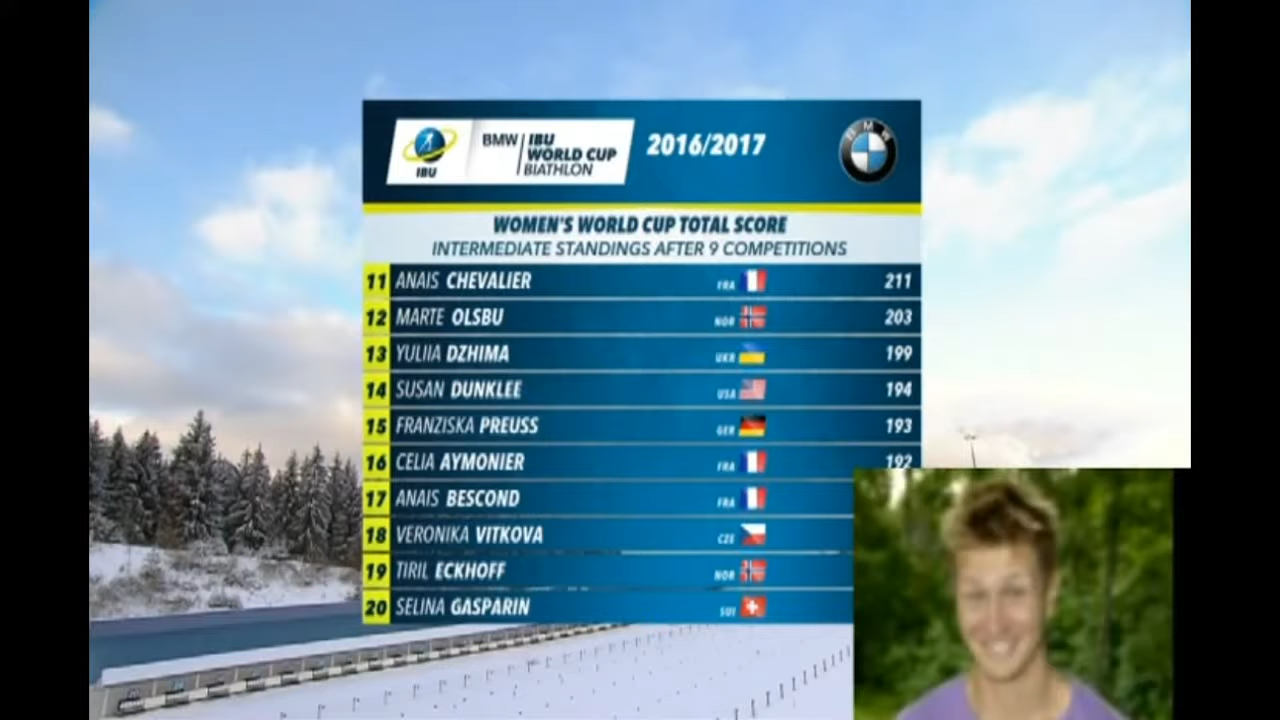 IBU
BMW
IBU
WORLD CUP
BIATHLON
2016/2017
BMW
WOMEN'S WORLD CUP TOTAL SCORE
INTERMEDIATE STANDINGS AFTER 9 COMPETITIONS
11 ANAIS CHEVALIER FRA 211
12 MARTE OLSBU NOR 203
13 YULIIA DZHIMA UKR 199
14 SUSAN DUNKLEE USA 194
15 FRANZISKA PREUSS GER 193
16 CELIA AYMONIER FRA 192
17 ANAIS BESCOND FRA
18 VERONIKA VITKOVA CZE
19 TIRIL ECKHOFF NOR
20 SELINA GASPARIN SUI